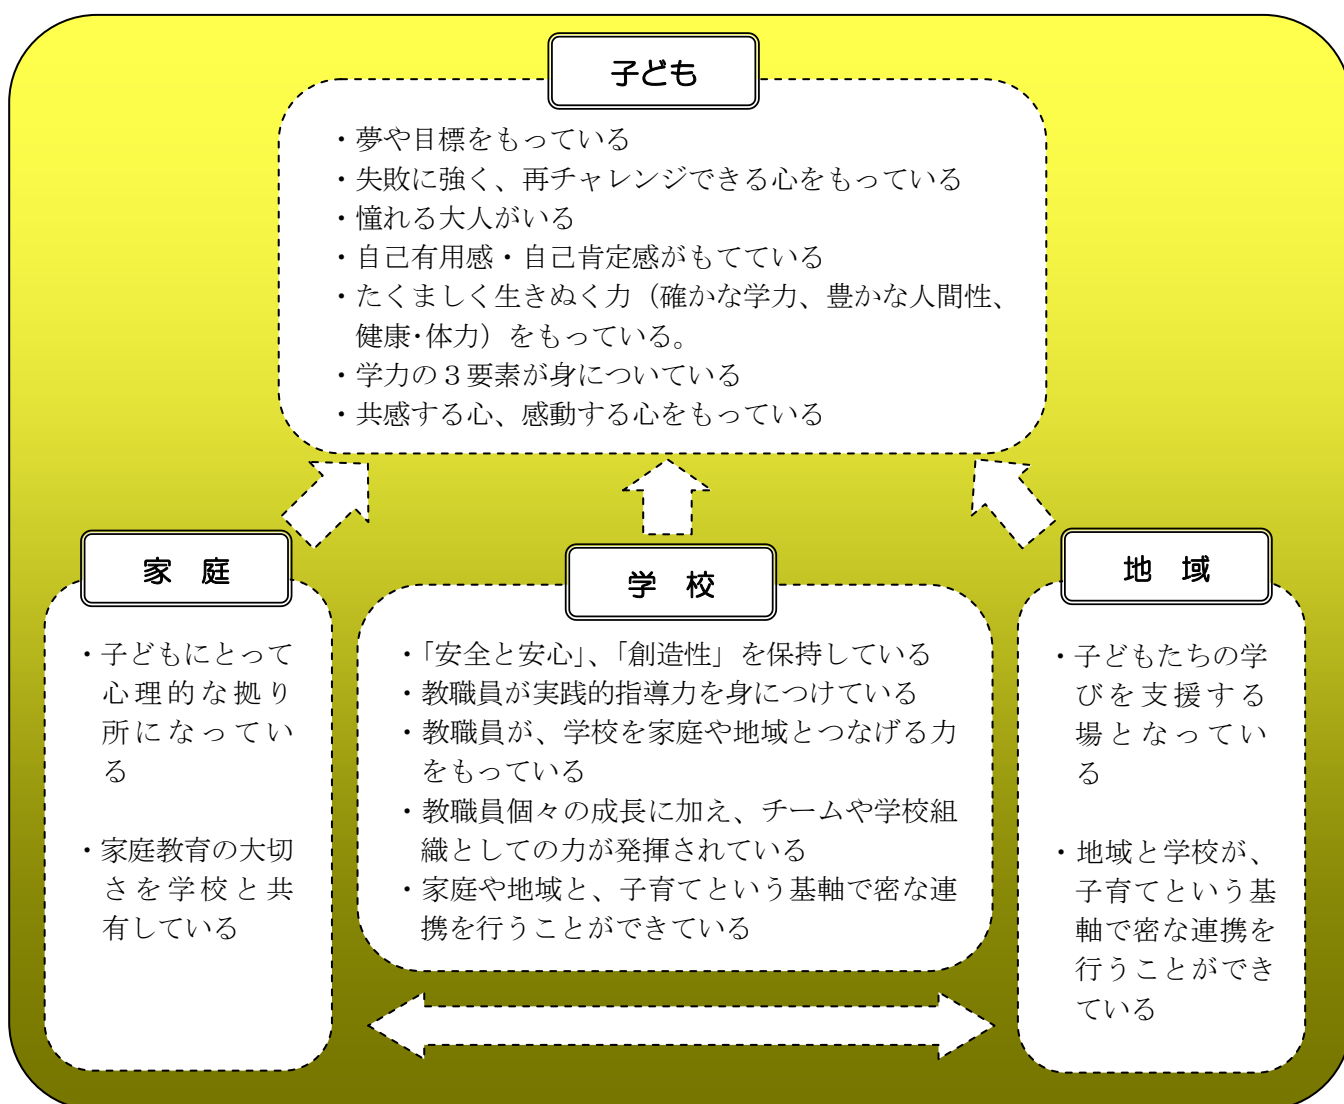 子ども
・夢や目標をもっている
・失敗に強く、再チャレンジできる心をもっている
・憧れる大人がいる
・自己有用感・自己肯定感がもてている
・たくましく生きぬく力（確かな学力、豊かな人間性、
健康･体力）をもっている。
・学力の３要素が身についている
・共感する心、感動する心をもっている
家　庭
・子どもにとって
心理的な拠り
所になってい
る
・家庭教育の大切
さを学校と共
有している
学　校
・「安全と安心」、「創造性」を保持している
・教職員が実践的指導力を身につけている
・教職員が、学校を家庭や地域とつなげる力
をもっている
・教職員個々の成長に加え、チームや学校組
織としての力が発揮されている
・家庭や地域と、子育てという基軸で密な連
携を行うことができている
地　域
・子どもたちの学
びを支援する
場となってい
る
・地域と学校が、
子育てという基
軸で密な連携を
行うことができ
ている